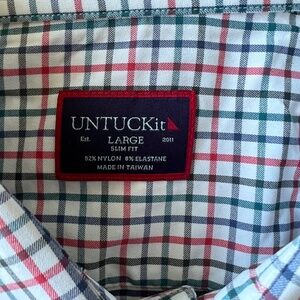 UNTUCKit
Est. LARGE 2011
SLIM FIT
92% NYLON 8% ELASTANE
MADE IN TAIWAN